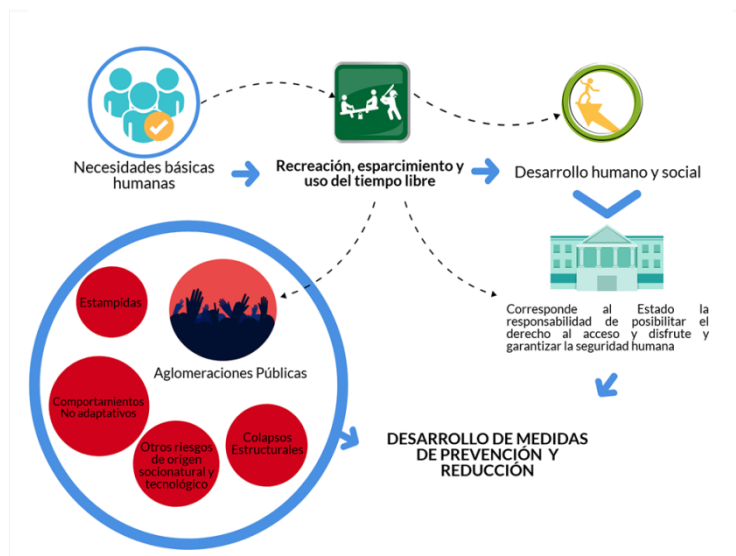 Necesidades básicas
humanas
Recreación, esparcimiento y
uso del tiempo libre
Desarrollo humano y social
Corresponde al Estado la
responsabilidad de posibilitar el
derecho al acceso y disfrute y
garantizar la seguridad humana
Estampidas
Aglomeraciones Públicas
Comportamientos
No adaptativos
Otros riesgos
de origen
socionatural y
tecnológico
Colapsos
Estructurales
DESARROLLO DE MEDIDAS
DE PREVENCIÓN Y
REDUCCIÓN